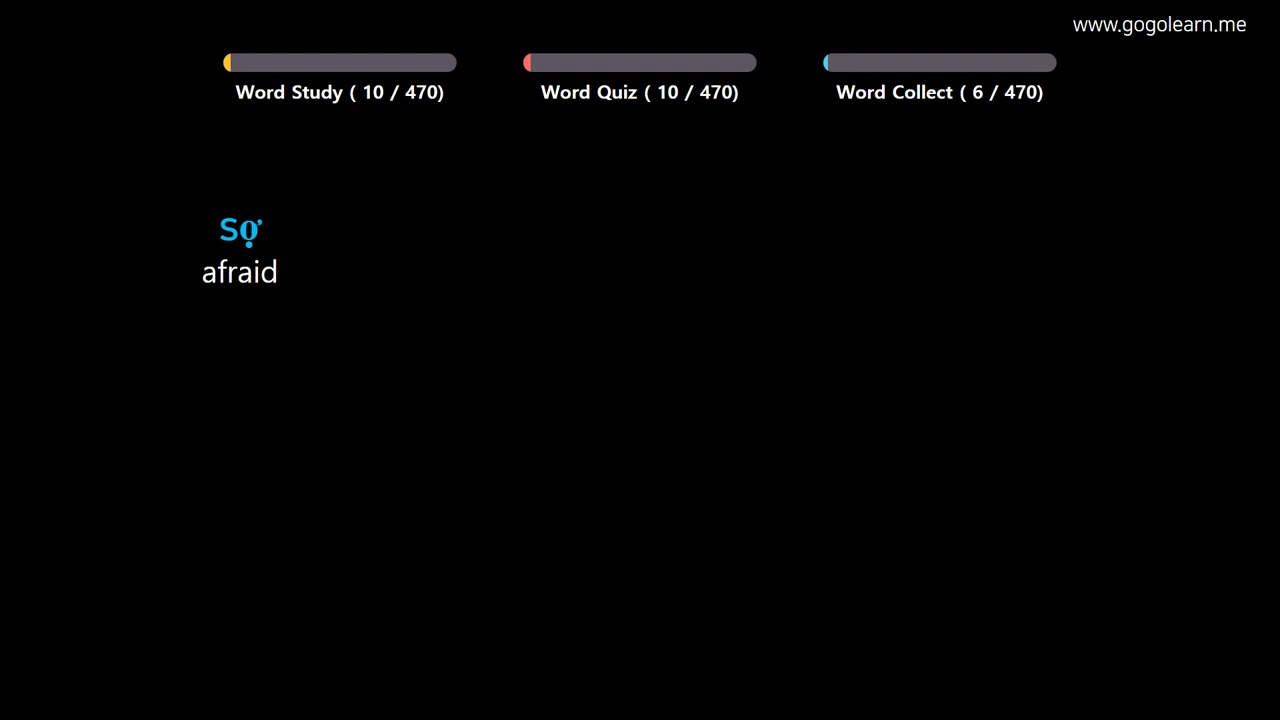 www.gogolearn.me
Word Study ( 10 / 470)
Word Quiz ( 10 / 470)
Word Collect ( 6 / 470)
sợ
afraid